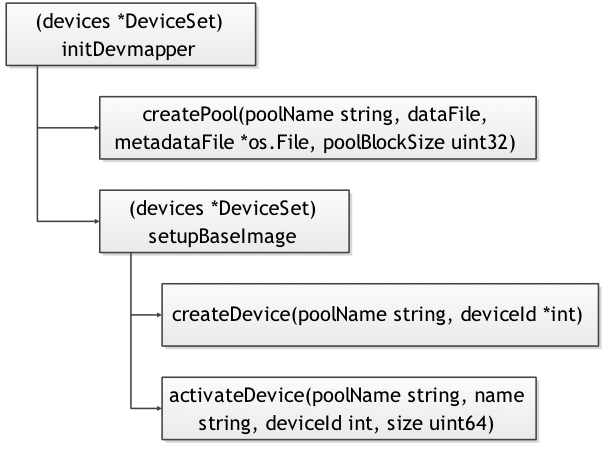 (devices *DeviceSet)
initDevmapper
createPool(poolName string, dataFile,
metadataFile *os.File, poolBlockSize uint32)
(devices *DeviceSet)
setupBaseImage
createDevice(poolName string, deviceId *int)
activateDevice(poolName string, name
string, deviceId int, size uint64)